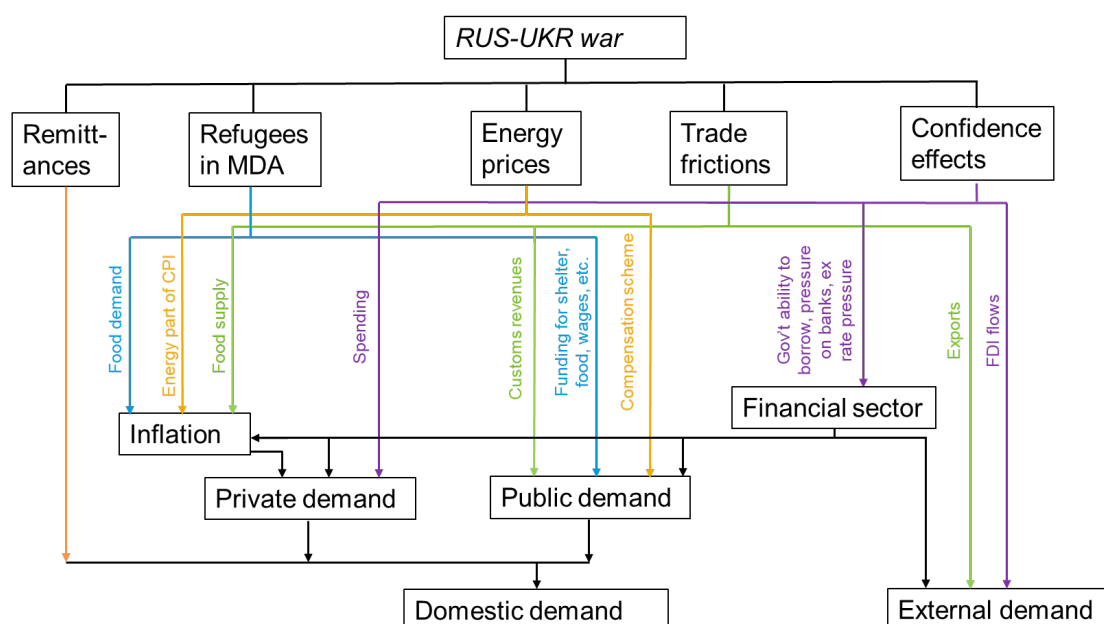 RUS-UKR war
Remitt-
ances
Refugees
in MDA
Energy
prices
Trade
frictions
Confidence
effects
Food demand
Energy part of CPI
Food supply
Spending
Customs revenues
Funding for shelter,
food, wages, etc.
Compensation scheme
Gov't ability to
borrow, pressure
on banks, ex
rate pressure
Exports
FDI flows
Financial sector
Inflation
Private demand
Public demand
Domestic demand
External demand